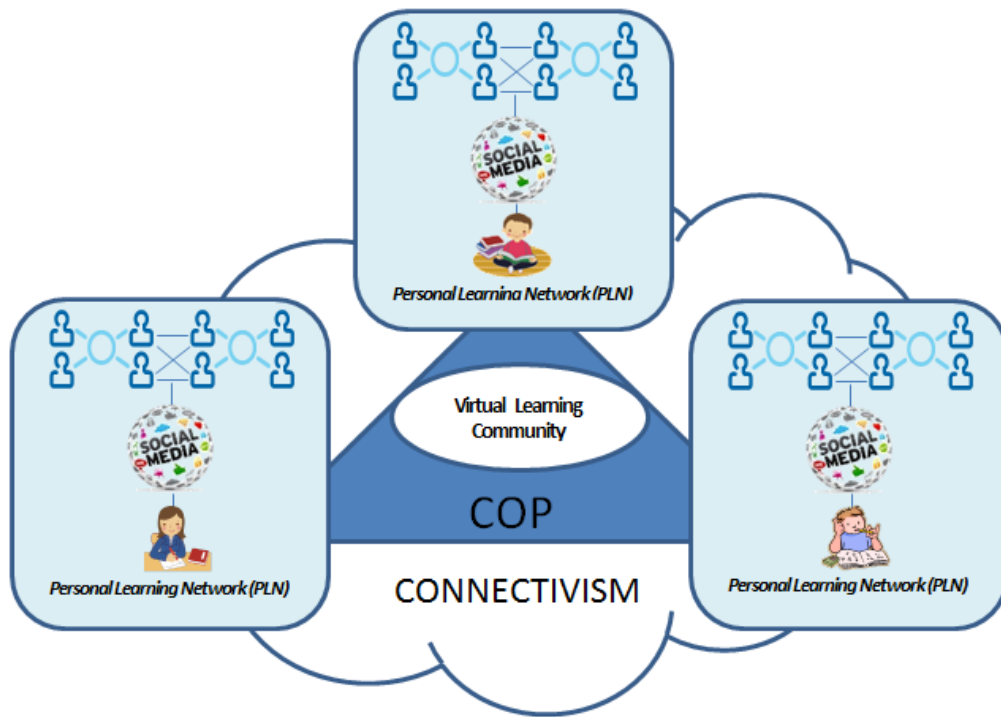 SOCIAL
MEDIA
Personal Learnina Network (PLN)
Virtual Learning
Community
COP
CONNECTIVISM
SOCIAL
MEDIA
Personal Learning Network (PLN)
SOCIAL
MEDIA
Personal Learning Network (PLN)